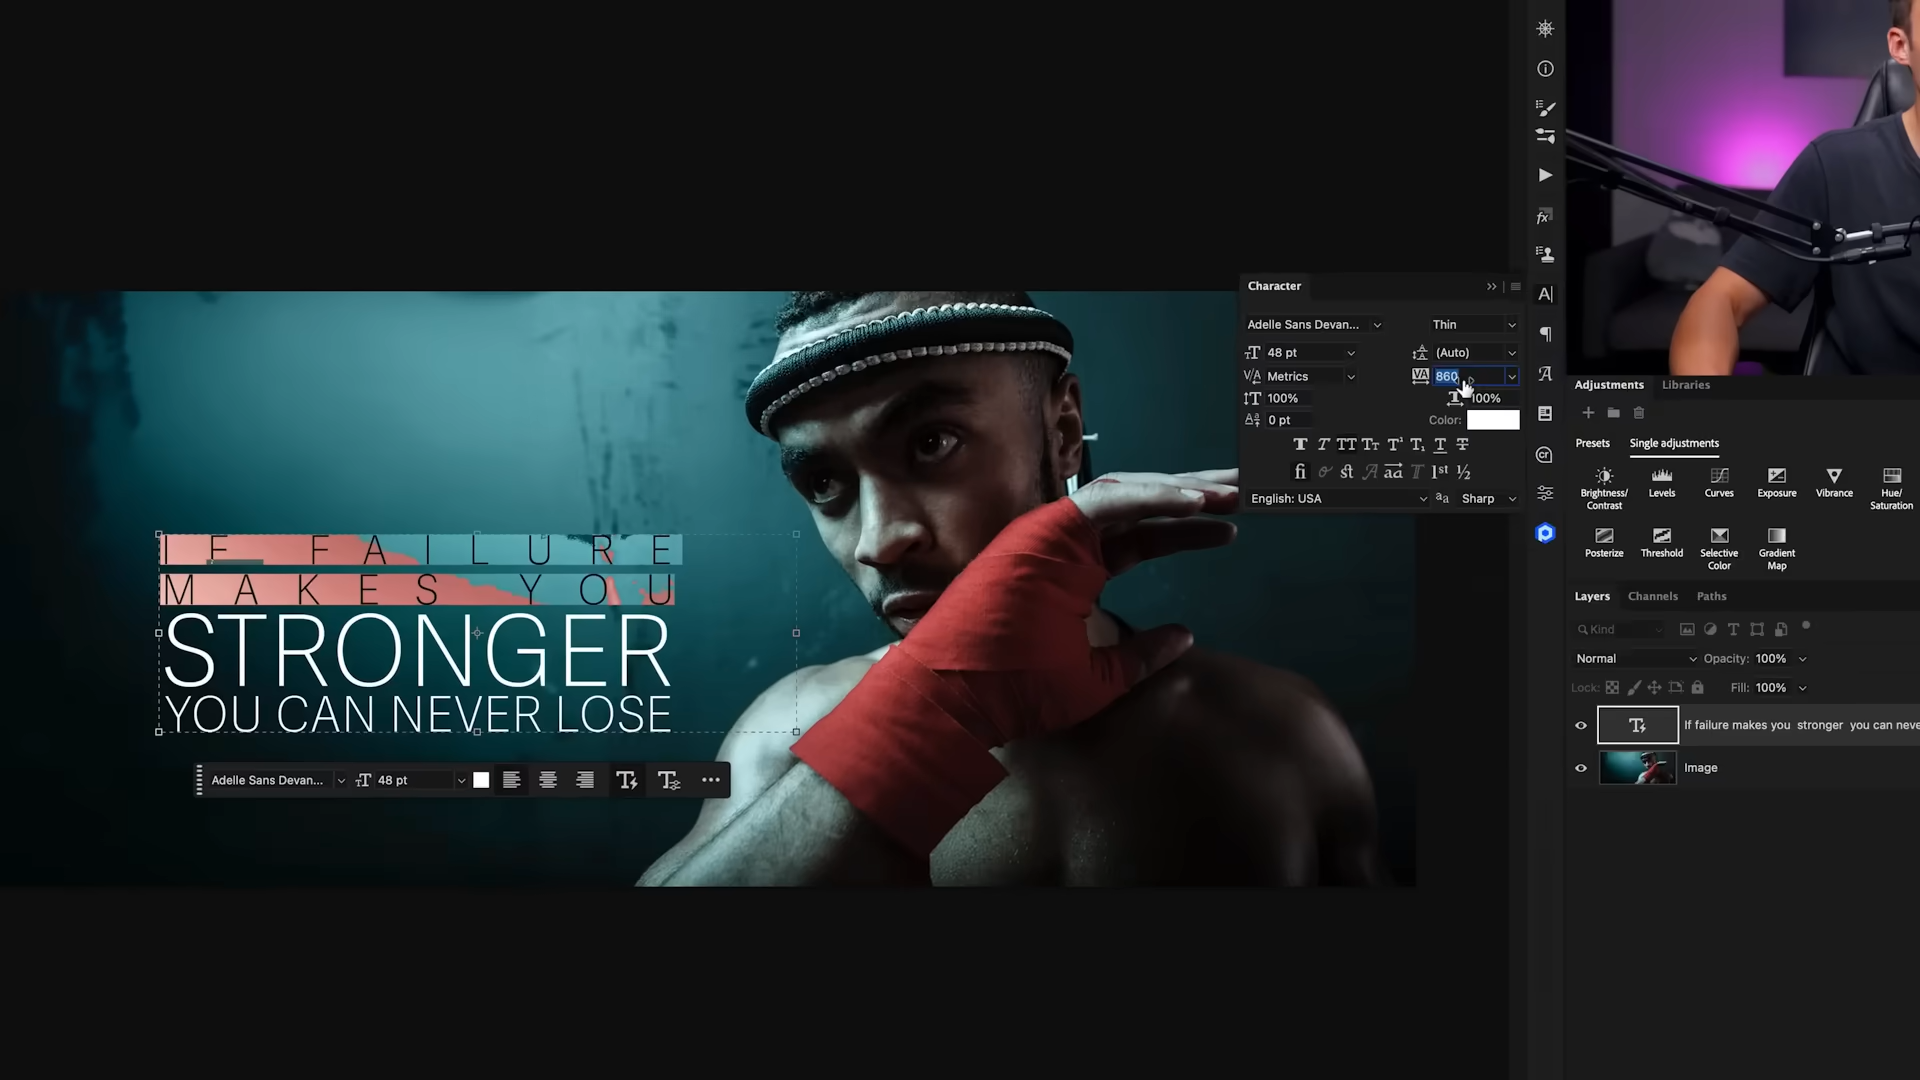 IF FAILURE
MAKES YOU
STRONGER
YOU CAN NEVER LOSE
Adelle Sans Devan...
48 pt
Character
Adelle Sans Devan...
Thin
48 pt
(Auto)
Metrics
860
100%
100%
0 pt
Color:
English: USA
Sharp
Adjustments
Libraries
Presets
Single adjustments
Brightness/
Contrast
Levels
Curves
Exposure
Vibrance
Hue/
Saturation
Posterize
Threshold
Selective
Color
Gradient
Map
Layers
Channels
Paths
Kind
Normal
Opacity: 100%
Lock:
Fill: 100%
If failure makes you stronger you can neve
Image